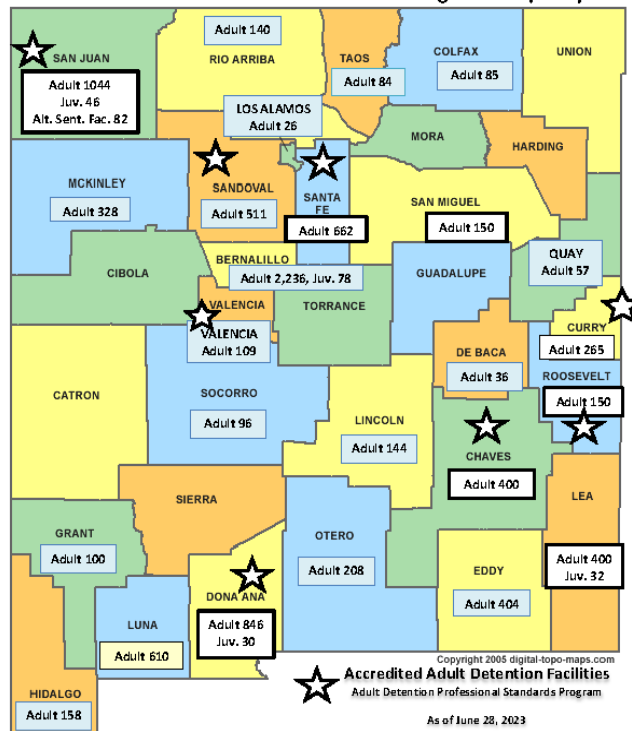 Adult 140
SAN JUAN
RIO ARRIBA
TAOS
COLFAX
UNION
Adult 1044
Juv. 46
Alt. Sent. Fac. 82
Adult 84
Adult 85
LOS ALAMOS
Adult 26
MORA
HARDING
MCKINLEY
Adult 328
SANDOVAL
Adult 511
SANTA
FE
Adult 662
SAN MIGUEL
Adult 150
BERNALILLO
Adult 2,236, Juv. 78
CIBOLA
GUADALUPE
QUAY
Adult 57
VALENCIA
TORRANCE
VALENCIA
Adult 109
CURRY
Adult 265
DE BACA
Adult 36
ROOSEVELT
Adult 150
CATRON
SOCORRO
Adult 96
LINCOLN
Adult 144
CHAVES
Adult 400
SIERRA
LEA
Adult 400
Juv. 32
GRANT
Adult 100
OTERO
Adult 208
EDDY
Adult 404
DONA ANA
Adult 846
Juv. 30
LUNA
Adult 610
HIDALGO
Adult 158
Copyright 2005 digital-topo-maps.com
Accredited Adult Detention Facilities
Adult Detention Professional Standards Program
As of June 28, 2023